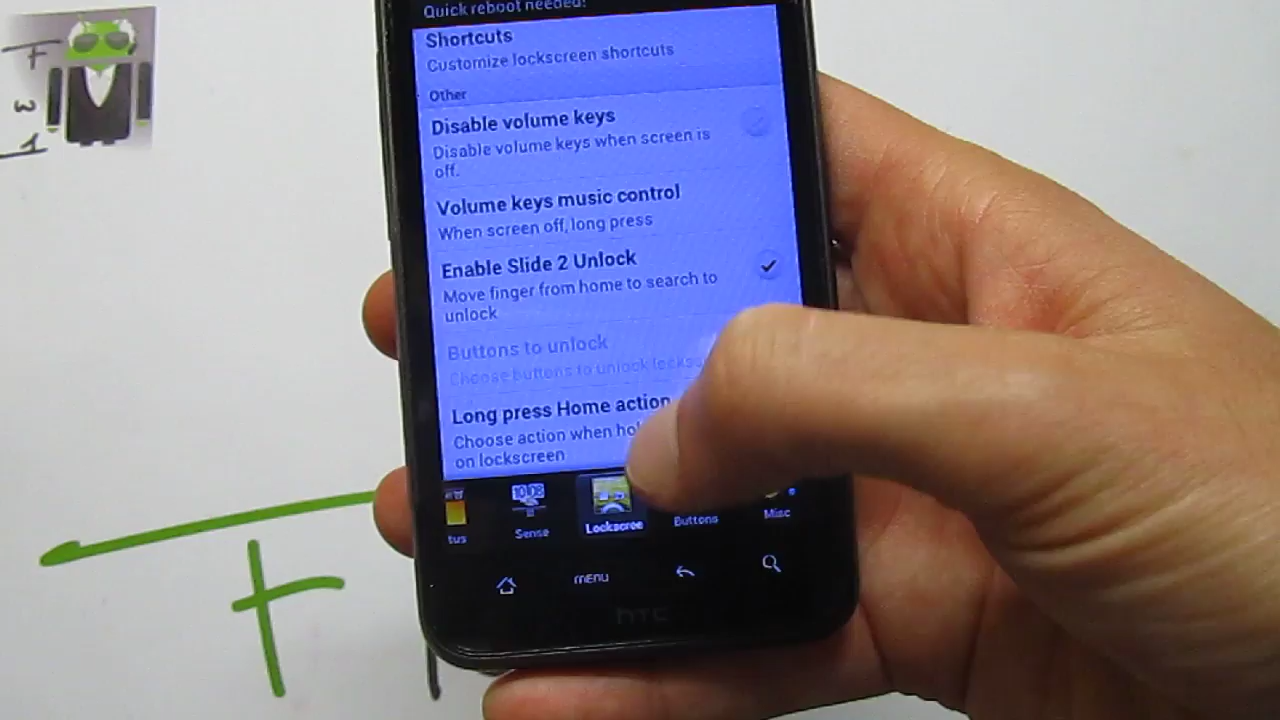 Quick reboot needed!
Shortcuts
Customize lockscreen shortcuts
Other
Disable volume keys
Disable volume keys when screen is
off.
Volume keys music control
When screen off, long press
Enable Slide 2 Unlock
Move finger from home to search to
unlock
Buttons to unlock
Choose buttons to unlock
Long press Home action
Choose action when
on lockscreen
10:08
tus
Sense
Lockscree
Buttons
Misc
MENU
hTC
F